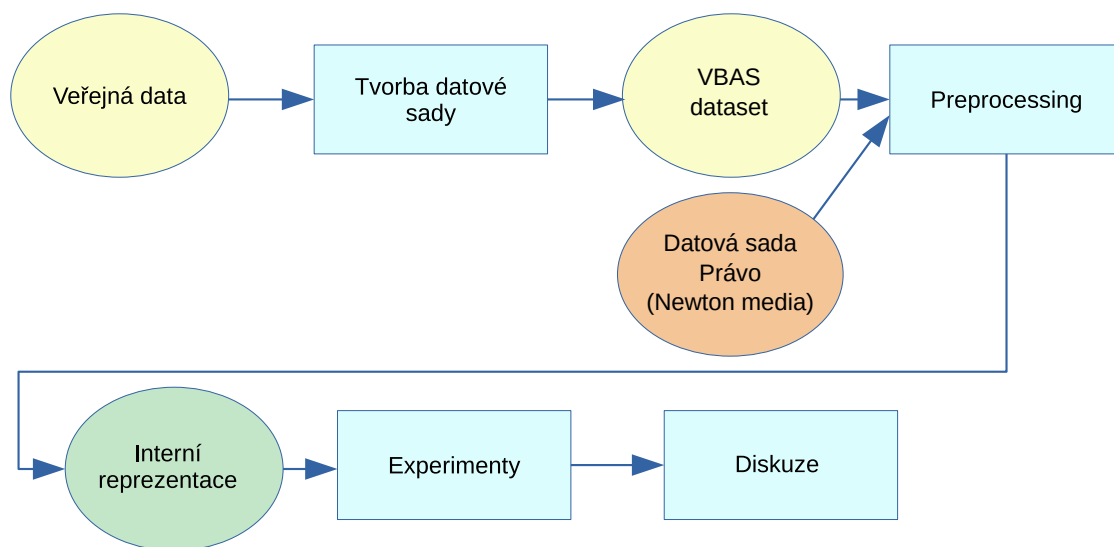 Veřejná data
Tvorba datové
sady
VBAS
dataset
Preprocessing
Datová sada
Právo
(Newton media)
Interní
reprezentace
Experimenty
Diskuze